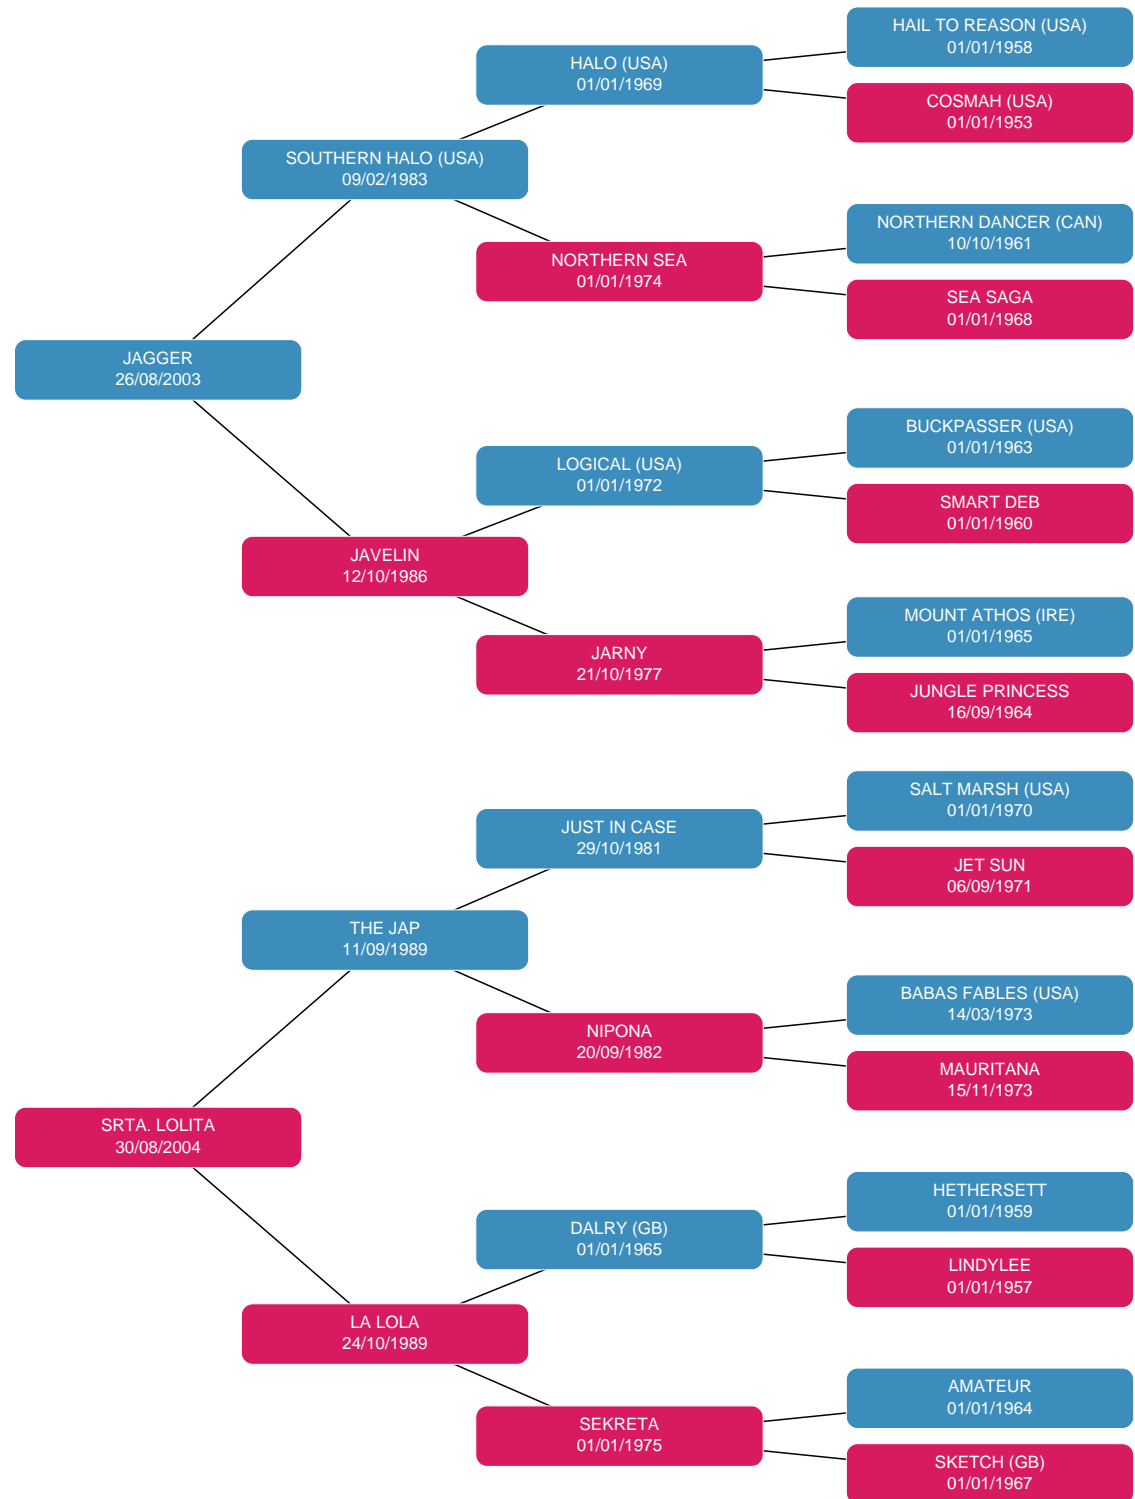 HAIL TO REASON (USA)
01/01/1958
HALO (USA)
01/01/1969
COSMAH (USA)
01/01/1953
SOUTHERN HALO (USA)
09/02/1983
NORTHERN DANCER (CAN)
10/10/1961
NORTHERN SEA
01/01/1974
SEA SAGA
01/01/1968
JAGGER
26/08/2003
BUCKPASSER (USA)
01/01/1963
LOGICAL (USA)
01/01/1972
SMART DEB
01/01/1960
JAVELIN
12/10/1986
MOUNT ATHOS (IRE)
01/01/1965
JARNY
21/10/1977
JUNGLE PRINCESS
16/09/1964
SALT MARSH (USA)
01/01/1970
JUST IN CASE
29/10/1981
JET SUN
06/09/1971
THE JAP
11/09/1989
BABAS FABLES (USA)
14/03/1973
NIPONA
20/09/1982
MAURITANA
15/11/1973
SRTA. LOLITA
30/08/2004
HETHERSETT
01/01/1959
DALRY (GB)
01/01/1965
LINDYLEE
01/01/1957
LA LOLA
24/10/1989
AMATEUR
01/01/1964
SEKRETA
01/01/1975
SKETCH (GB)
01/01/1967